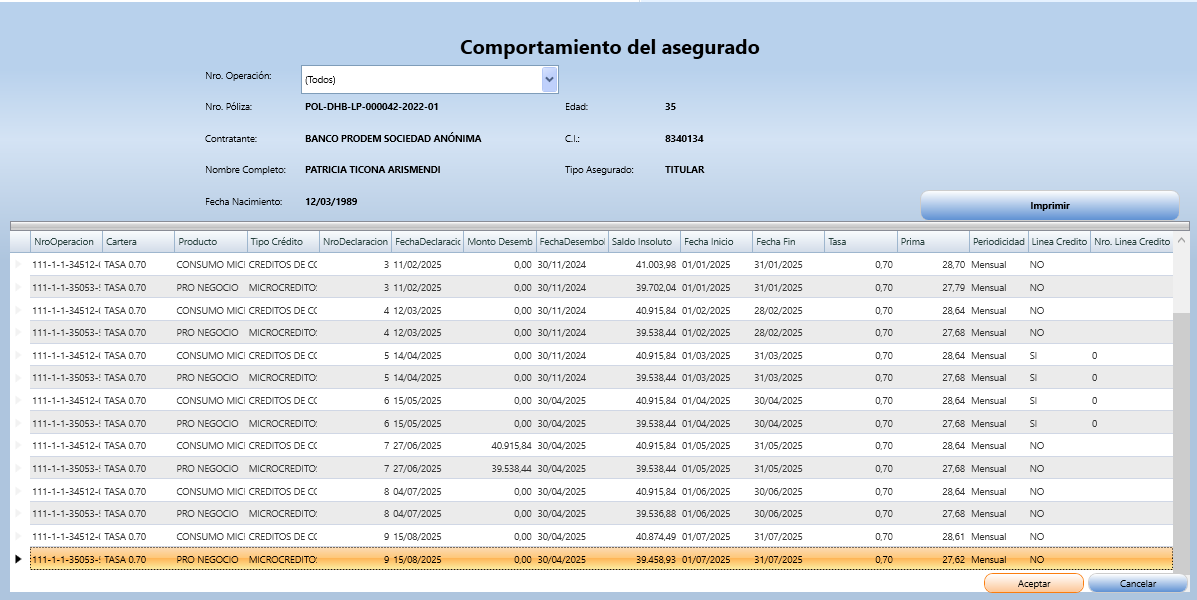 Comportamiento del asegurado
Nro. Operación: (Todos)
Nro. Póliza: POL-DHB-LP-000042-2022-01 Edad: 35
Contratante: BANCO PRODEM SOCIEDAD ANÓNIMA C.I.: 8340134
Nombre Completo: PATRICIA TICONA ARISMENDI Tipo Asegurado: TITULAR
Fecha Nacimiento: 12/03/1989
Imprimir
NroOperacion Cartera Producto Tipo Crédito NroDeclaracion FechaDeclaracic Monto Desemb FechaDesembol Saldo Insoluto Fecha Inicio Fecha Fin Tasa Prima Periodicidad Linea Credito Nro. Linea Credito
111-1-1-34512-( TASA 0.70 CONSUMO MICI CREDITOS DE CC 3 11/02/2025 0,00 30/11/2024 41.003,98 01/01/2025 31/01/2025 0,70 28,70 Mensual NO
111-1-1-35053-! TASA 0.70 PRO NEGOCIO MICROCREDITO: 3 11/02/2025 0,00 30/11/2024 39.702,04 01/01/2025 31/01/2025 0,70 27,79 Mensual NO
111-1-1-34512-( TASA 0.70 CONSUMO MICI CREDITOS DE CC 4 12/03/2025 0,00 30/11/2024 40.915,84 01/02/2025 28/02/2025 0,70 28,64 Mensual NO
111-1-1-35053-! TASA 0.70 PRO NEGOCIO MICROCREDITO: 4 12/03/2025 0,00 30/11/2024 39.538,44 01/02/2025 28/02/2025 0,70 27,68 Mensual NO
111-1-1-34512-( TASA 0.70 CONSUMO MICI CREDITOS DE CC 5 14/04/2025 0,00 30/11/2024 40.915,84 01/03/2025 31/03/2025 0,70 28,64 Mensual SI 0
111-1-1-35053-! TASA 0.70 PRO NEGOCIO MICROCREDITO: 5 14/04/2025 0,00 30/11/2024 39.538,44 01/03/2025 31/03/2025 0,70 27,68 Mensual SI 0
111-1-1-34512-( TASA 0.70 CONSUMO MICI CREDITOS DE CC 6 15/05/2025 0,00 30/04/2025 40.915,84 01/04/2025 30/04/2025 0,70 28,64 Mensual SI 0
111-1-1-35053-! TASA 0.70 PRO NEGOCIO MICROCREDITO: 6 15/05/2025 0,00 30/04/2025 39.538,44 01/04/2025 30/04/2025 0,70 27,68 Mensual SI 0
111-1-1-34512-( TASA 0.70 CONSUMO MICI CREDITOS DE CC 7 27/06/2025 40.915,84 30/04/2025 40.915,84 01/05/2025 31/05/2025 0,70 28,64 Mensual NO
111-1-1-35053-! TASA 0.70 PRO NEGOCIO MICROCREDITO: 7 27/06/2025 39.538,44 30/04/2025 39.538,44 01/05/2025 31/05/2025 0,70 27,68 Mensual NO
111-1-1-34512-( TASA 0.70 CONSUMO MICI CREDITOS DE CC 8 04/07/2025 0,00 30/04/2025 40.915,84 01/06/2025 30/06/2025 0,70 28,64 Mensual NO
111-1-1-35053-! TASA 0.70 PRO NEGOCIO MICROCREDITO: 8 04/07/2025 0,00 30/04/2025 39.536,88 01/06/2025 30/06/2025 0,70 27,68 Mensual NO
111-1-1-34512-( TASA 0.70 CONSUMO MICI CREDITOS DE CC 9 15/08/2025 0,00 30/04/2025 40.874,49 01/07/2025 31/07/2025 0,70 28,61 Mensual NO
111-1-1-35053-! TASA 0.70 PRO NEGOCIO MICROCREDITO: 9 15/08/2025 0,00 30/04/2025 39.458,93 01/07/2025 31/07/2025 0,70 27,62 Mensual NO
Aceptar Cancelar